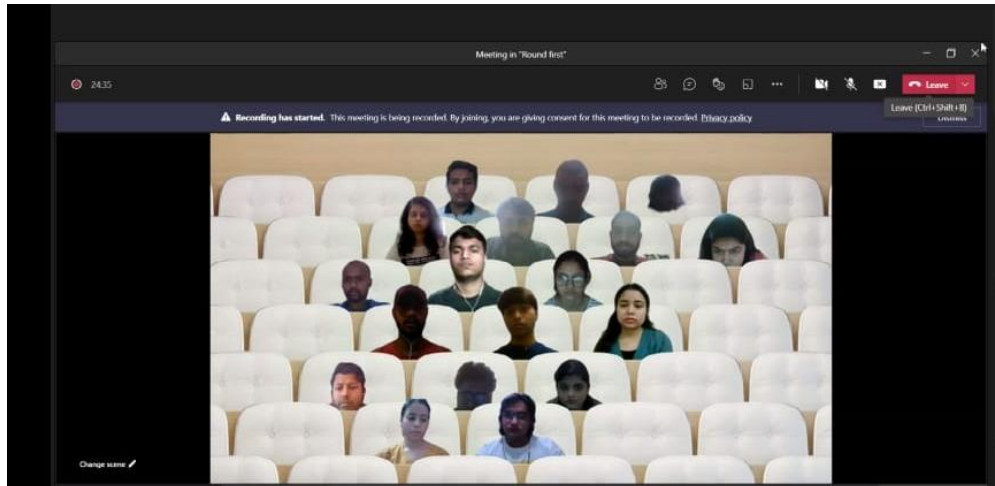 Meeting in "Round first"
24:35
Leave
Leave (Ctrl+Shift+B)
Recording has started. This meeting is being recorded. By joining, you are giving consent for this meeting to be recorded. Privacy policy
Dismiss
Change scene